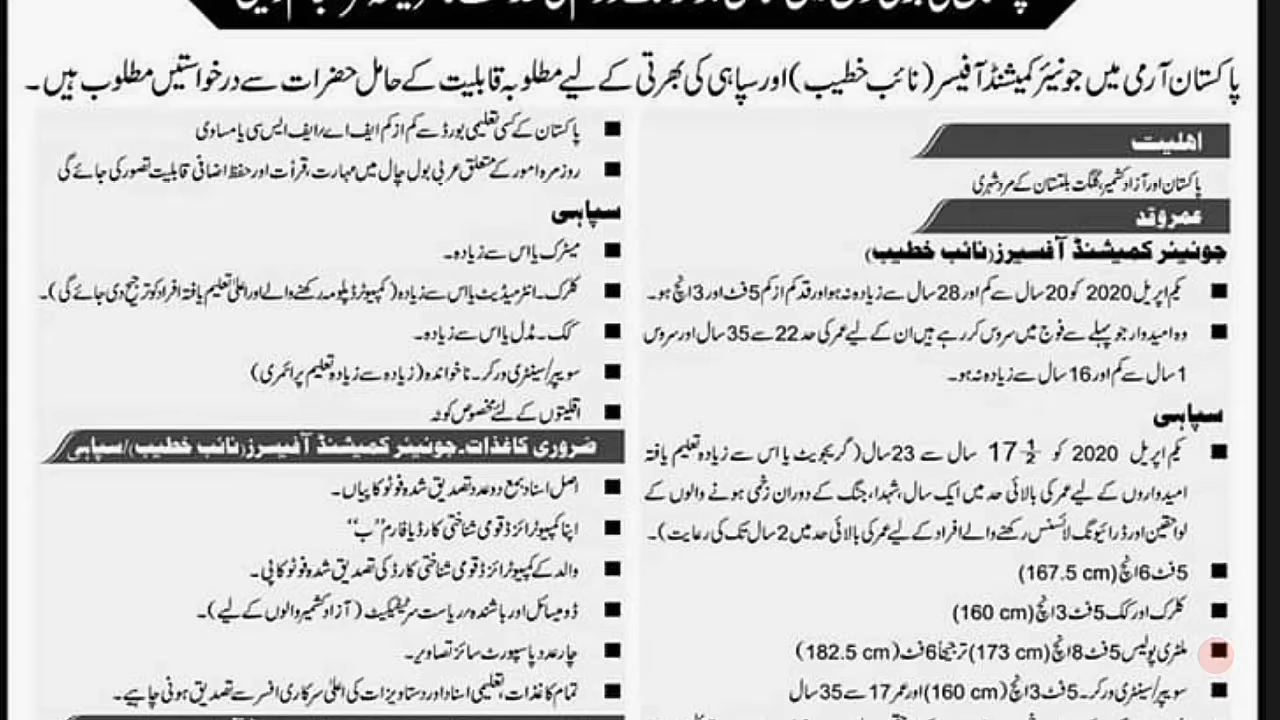 پاکستان آرمی میں جونیئر کمیشنڈ آفیسر (نائب خطیب) اور سپاہی کی بھرتی کے لیے مطلوبہ قابلیت کے حامل حضرات سے درخواستیں مطلوب ہیں۔
اہلیت
پاکستان اور آزاد کشمیر، گلگت بلتستان کے مرد شہری
عمر و قد
جونیئر کمیشنڈ آفسیرز (نائب خطیب)
■ یکم اپریل 2020 کو 20 سال سے کم اور 28 سال سے زیادہ نہ ہو اور قد کم از کم 5 فٹ اور 3 انچ ہو۔
■ وہ امیدوار جو پہلے سے فوج میں سروس کر رہے ہیں ان کے لیے عمر کی حد 22 سے 35 سال اور سروس
1 سال سے کم اور 16 سال سے زیادہ نہ ہو۔
سپاہی
■ یکم اپریل 2020 کو 17 ½ سال سے 23 سال (گریجویٹ یا اس سے زیادہ تعلیم یافتہ
امیدواروں کے لیے عمر کی بالائی حد میں ایک سال، شہدا، جنگ کے دوران زخمی ہونے والوں کے
لواحقین اور ڈرائیونگ لائسنس رکھنے والے افراد کے لیے عمر کی بالائی حد میں 2 سال تک کی رعایت)۔
■ 5 فٹ 6 انچ (167.5 cm)
■ کلرک اور کک 5 فٹ 3 انچ (160 cm)
■ ملٹری پولیس 5 فٹ 8 انچ (173 cm) ترجیحاً 6 فٹ (182.5 cm)
■ سویپر/سینٹری ورکر۔ 5 فٹ 3 انچ (160 cm) اور عمر 17 سے 35 سال
■ پاکستان کے کسی تعلیمی بورڈ سے کم از کم ایف اے/ایف ایس سی یا مساوی
■ روزمرہ امور کے متعلق عربی بول چال میں مہارت، قرأت اور حفظ اضافی قابلیت تصور کی جائے گی
سپاہی
■ میٹرک یا اس سے زیادہ۔
■ کلرک۔ انٹرمیڈیٹ یا اس سے زیادہ (کمپیوٹر ڈپلومہ رکھنے والے اور اعلیٰ تعلیم یافتہ افراد کو ترجیح دی جائے گی)۔
■ کک۔ مڈل یا اس سے زیادہ۔
■ سویپر/سینٹری ورکر۔ ناخواندہ (زیادہ سے زیادہ تعلیم پرائمری)
■ اقلیتوں کے لئے مخصوص کوٹہ
ضروری کاغذات۔ جونیئر کمیشنڈ آفیسرز (نائب خطیب)/سپاہی
■ اصل اسناد بمع دو عدد تصدیق شدہ فوٹو کاپیاں۔
■ اپنا کمپیوٹرائزڈ قومی شناختی کارڈ یا فارم ”ب“
■ والد کے کمپیوٹرائزڈ قومی شناختی کارڈ کی تصدیق شدہ فوٹو کاپی۔
■ ڈومیسائل اور باشندہ ریاست سرٹیفکیٹ (آزاد کشمیر والوں کے لیے)۔
■ چار عدد پاسپورٹ سائز تصاویر۔
■ تمام کاغذات، تعلیمی اسناد اور دستاویزات کی اعلیٰ سرکاری افسر سے تصدیق ہونی چاہیے۔